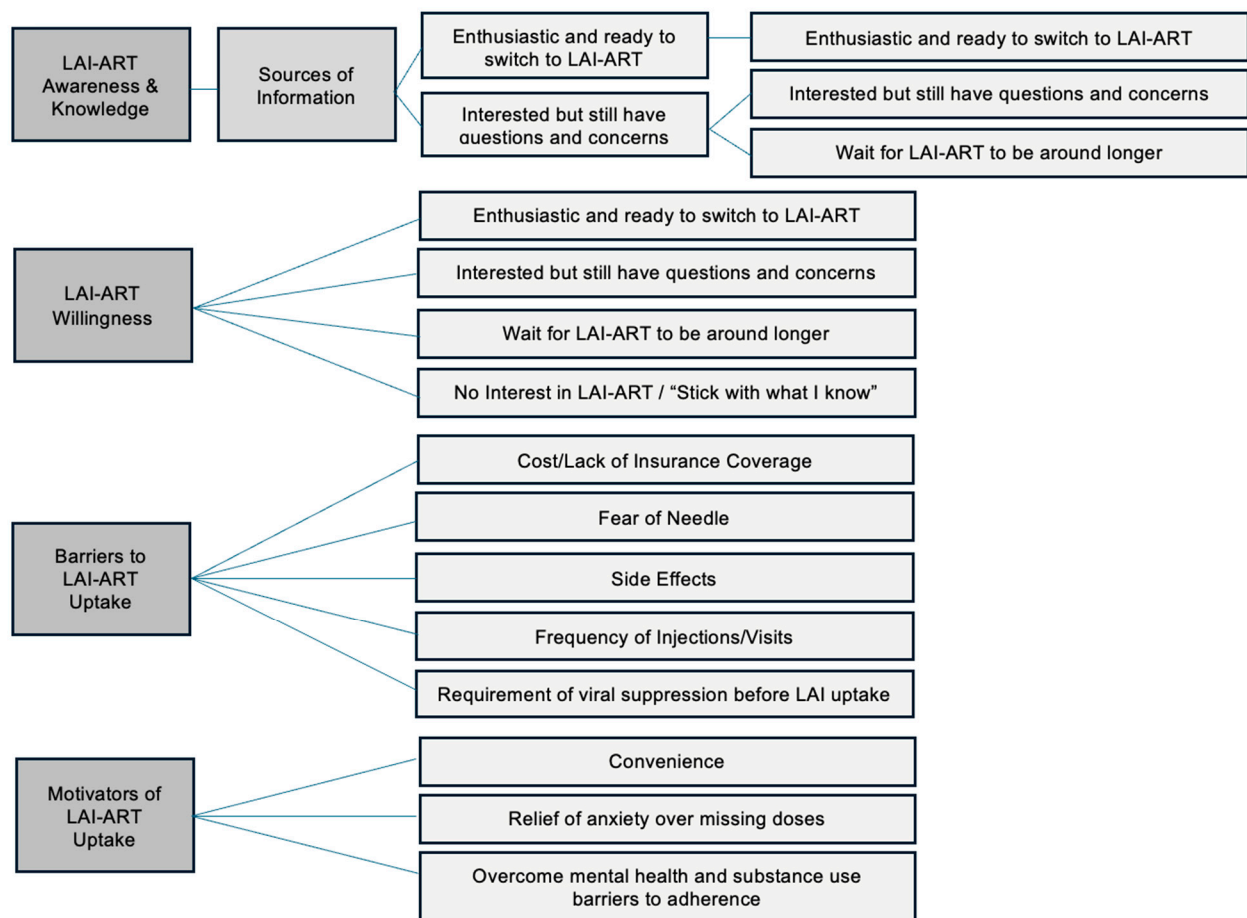 LAI-ART
Awareness &
Knowledge
Sources of
Information
Enthusiastic and ready to
switch to LAI-ART
Enthusiastic and ready to switch to LAI-ART
Interested but still have
questions and concerns
Interested but still have questions and concerns
Wait for LAI-ART to be around longer
LAI-ART
Willingness
Enthusiastic and ready to switch to LAI-ART
Interested but still have questions and concerns
Wait for LAI-ART to be around longer
No Interest in LAI-ART / “Stick with what I know”
Barriers to
LAI-ART
Uptake
Cost/Lack of Insurance Coverage
Fear of Needle
Side Effects
Frequency of Injections/Visits
Requirement of viral suppression before LAI uptake
Motivators of
LAI-ART
Uptake
Convenience
Relief of anxiety over missing doses
Overcome mental health and substance use
barriers to adherence